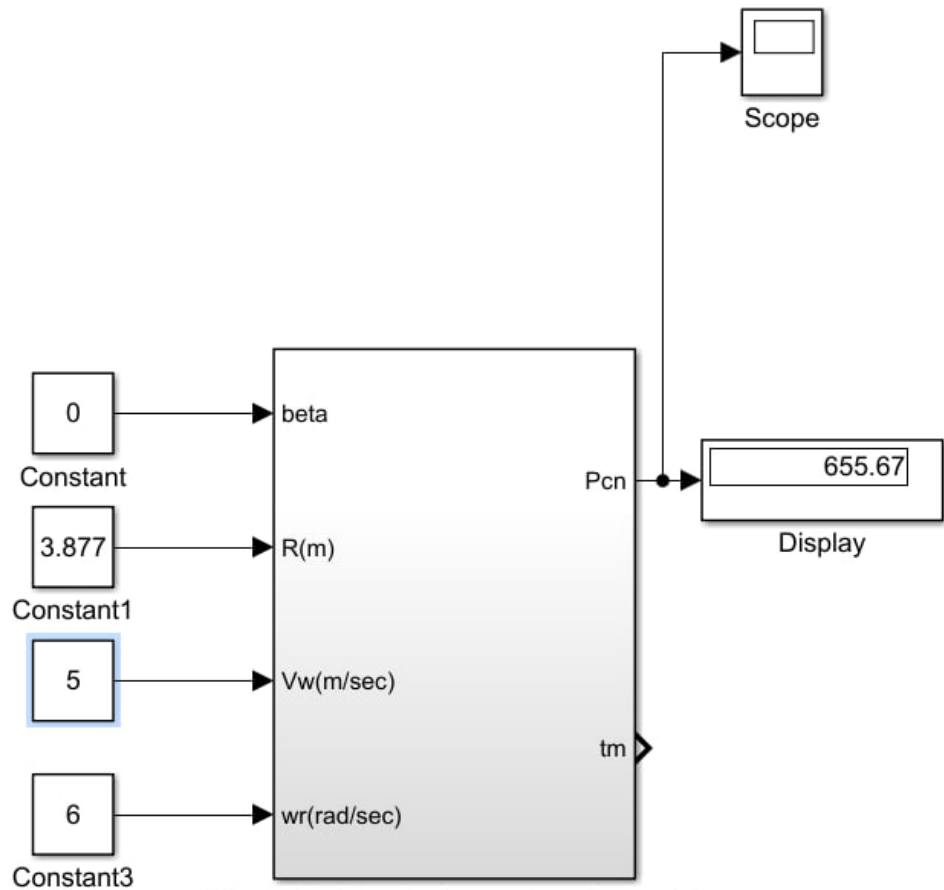 Scope
0
beta
Constant
Pcn
655.67
Display
3.877
R(m)
Constant1
5
Vw(m/sec)
tm
6
wr(rad/sec)
Constant3